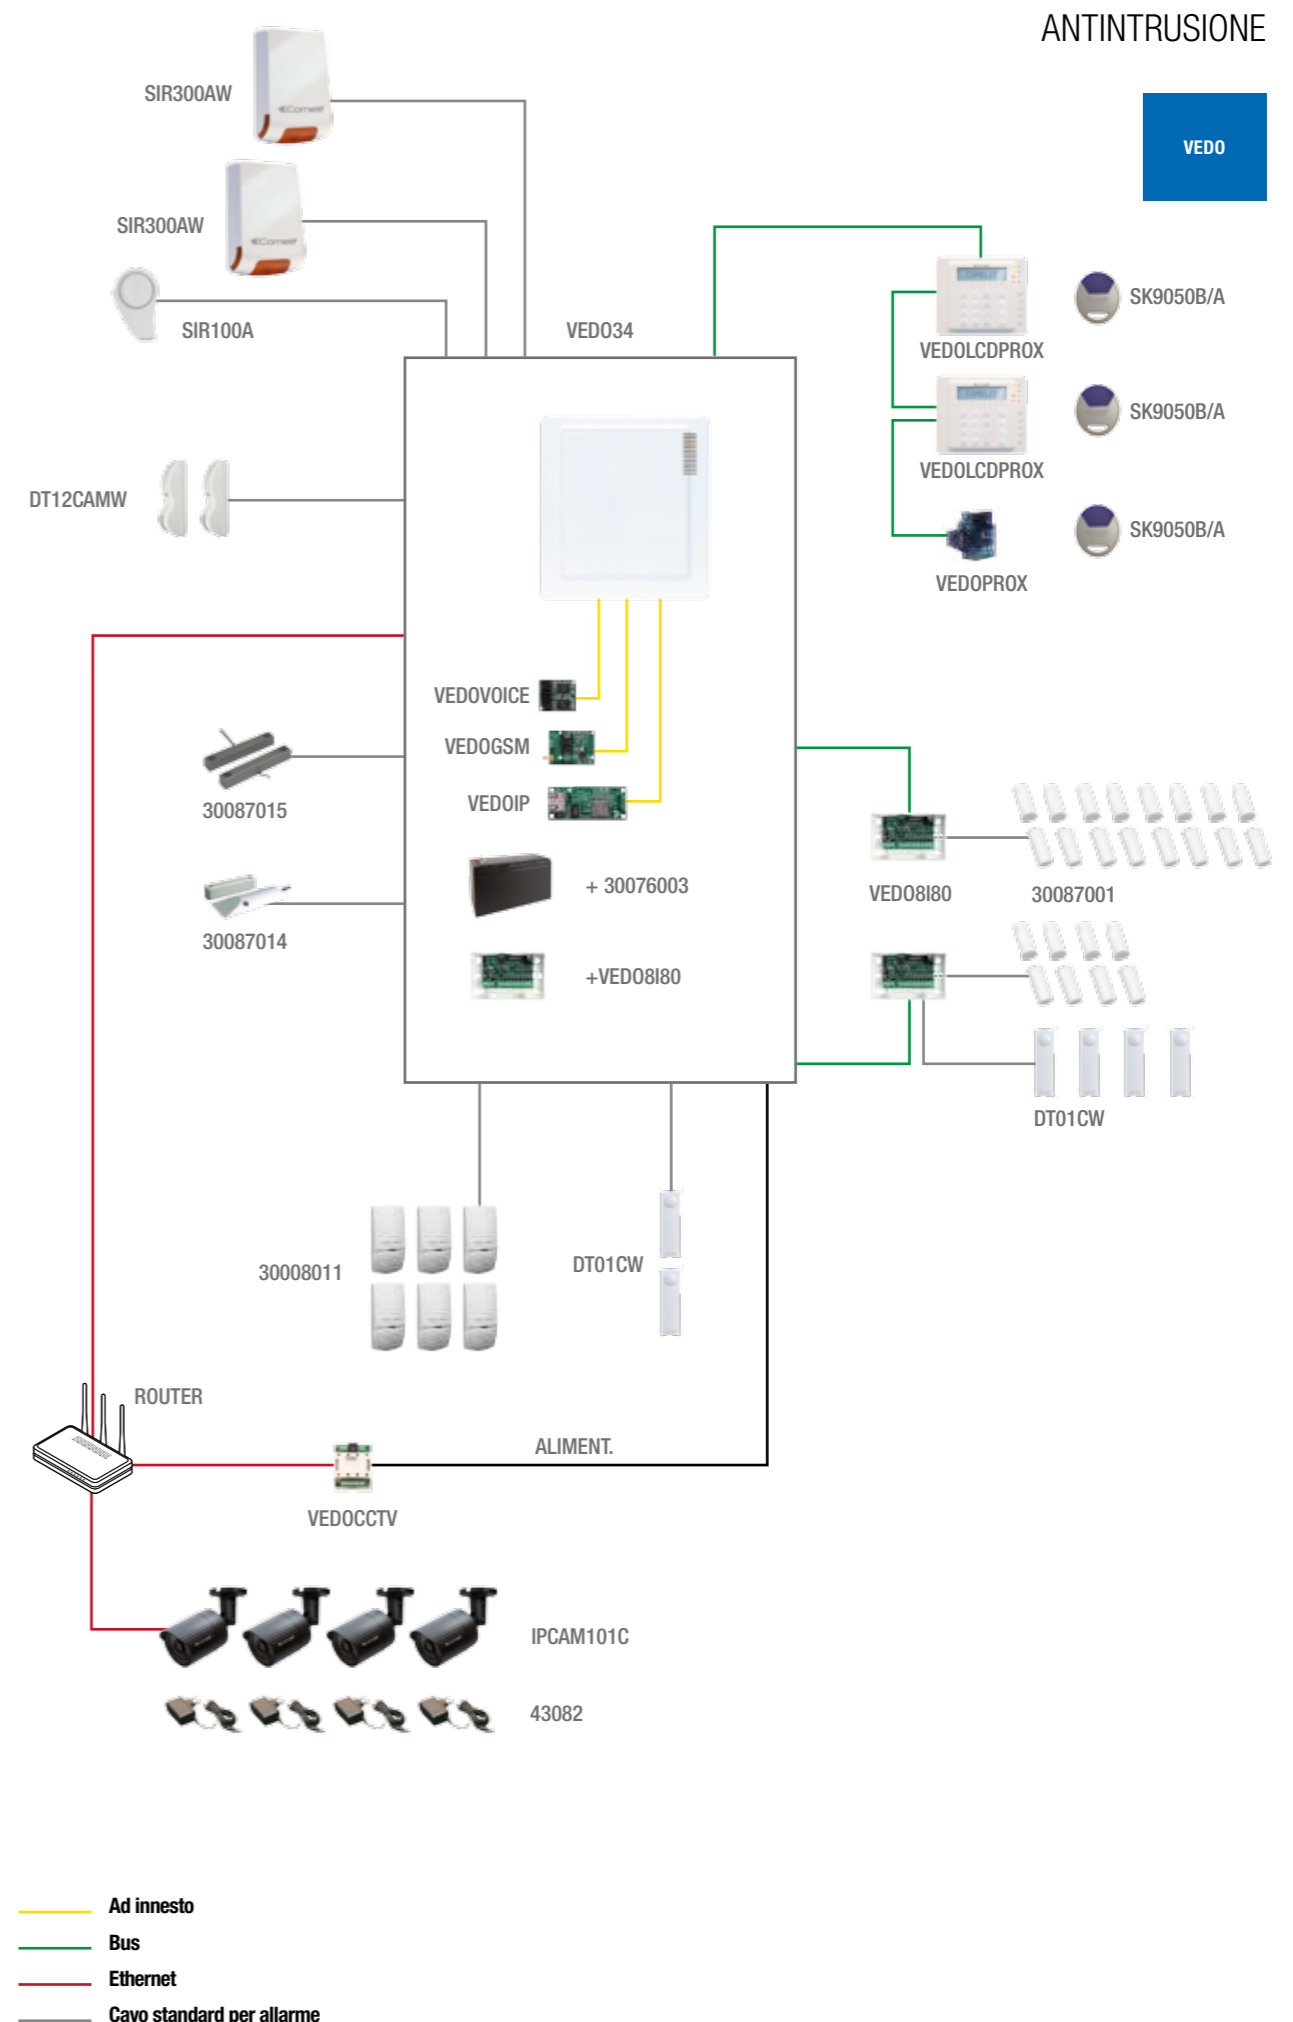 ANTINTRUSIONE
VEDO
SIR300AW
Comelit
SIR300AW
Comelit
SIR100A
VEDO34
VEDOLCDPROX
SK9050B/A
VEDOLCDPROX
SK9050B/A
VEDOPROX
SK9050B/A
DT12CAMW
VEDOVOICE
VEDOGSM
VEDOIP
+ 30076003
+VEDO8I80
30087015
30087014
VEDO8I80
30087001
DT01CW
30008011
DT01CW
ROUTER
ALIMENT.
VEDOCCTV
IPCAM101C
43082
Ad innesto
Bus
Ethernet
Cavo standard per allarme